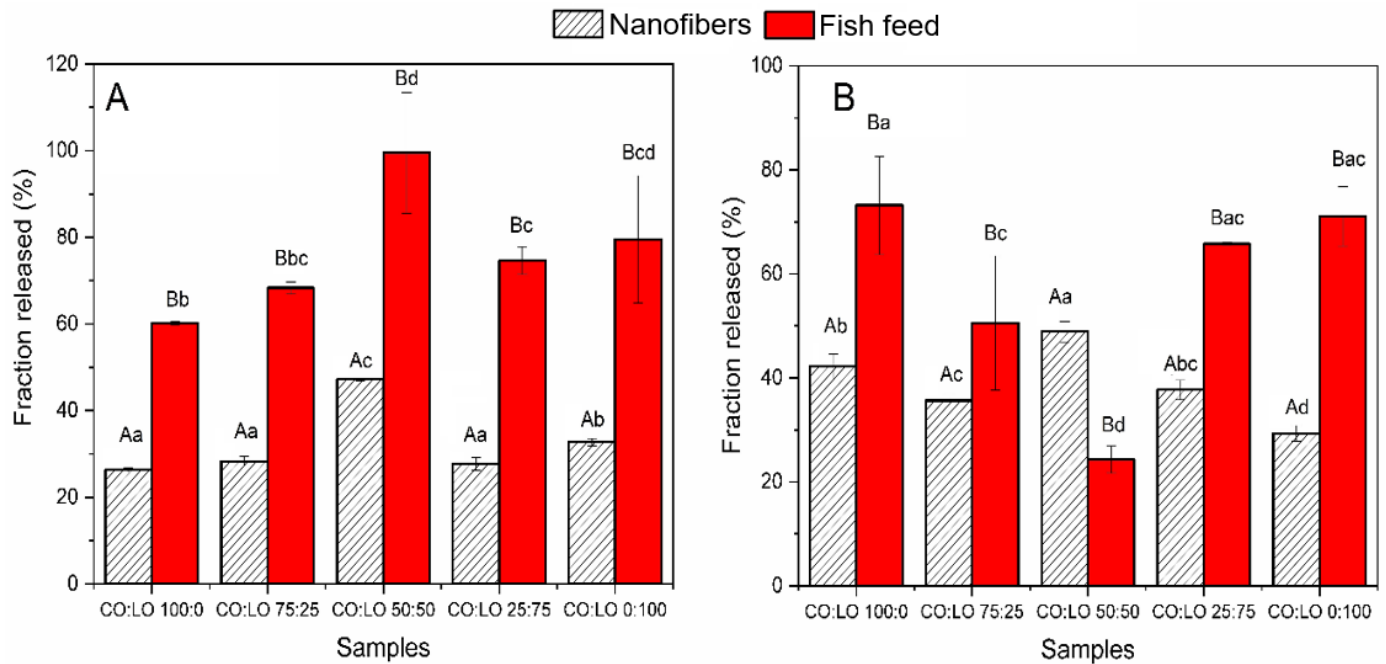 Nanofibers Fish feed
A
Fraction released (%)
120
100
80
60
40
20
0
Aa
Bb
Aa
Bbc
Ac
Bd
Aa
Bc
Ab
Bcd
CO:LO 100:0 CO:LO 75:25 CO:LO 50:50 CO:LO 25:75 CO:LO 0:100
Samples
B
Fraction released (%)
100
80
60
40
20
0
Ab
Ba
Ac
Bc
Aa
Bd
Abc
Bac
Ad
Bac
CO:LO 100:0 CO:LO 75:25 CO:LO 50:50 CO:LO 25:75 CO:LO 0:100
Samples